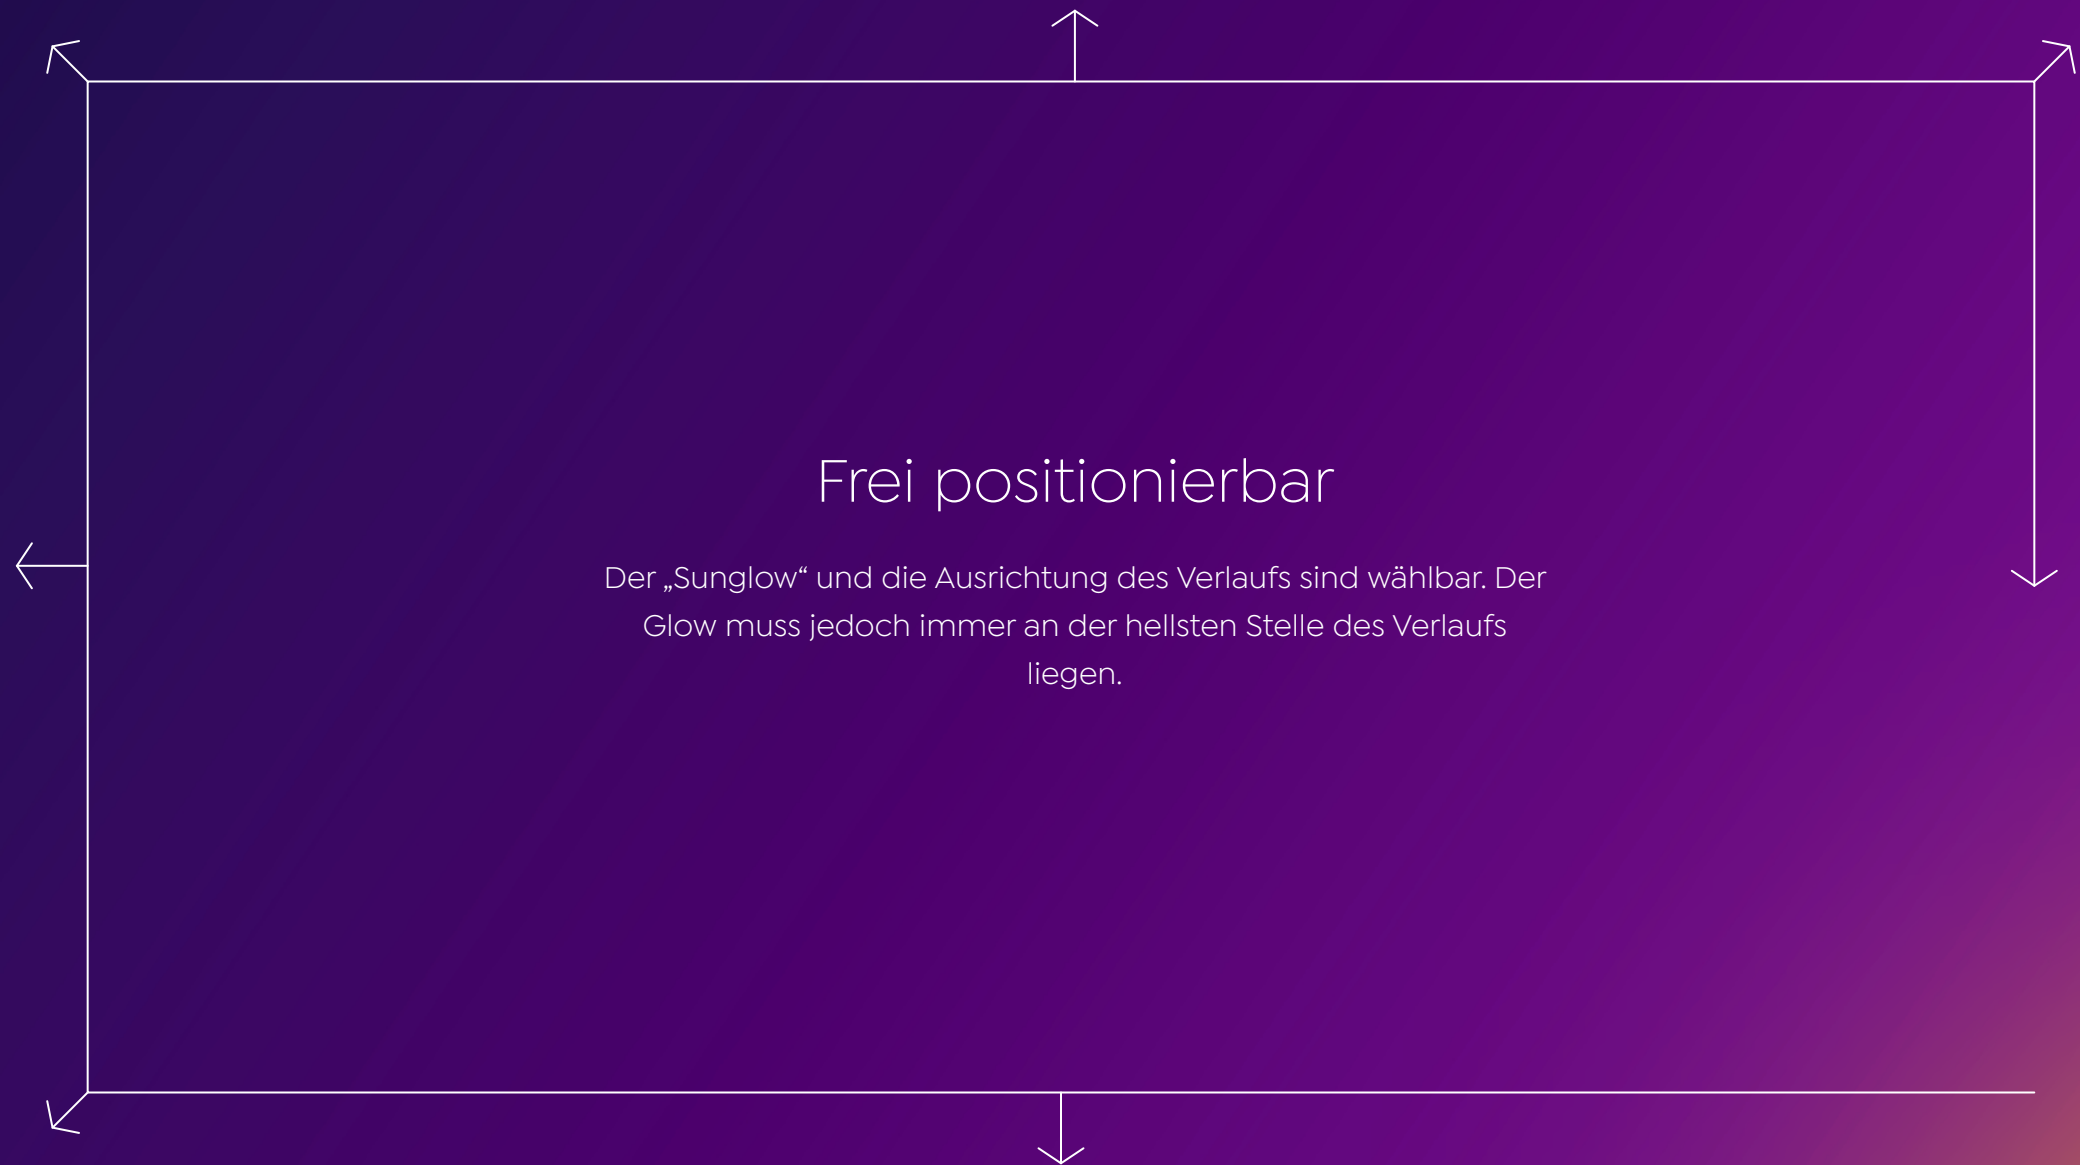 Frei positionierbar
Der „Sunglow“ und die Ausrichtung des Verlaufs sind wählbar. Der
Glow muss jedoch immer an der hellsten Stelle des Verlaufs
liegen.